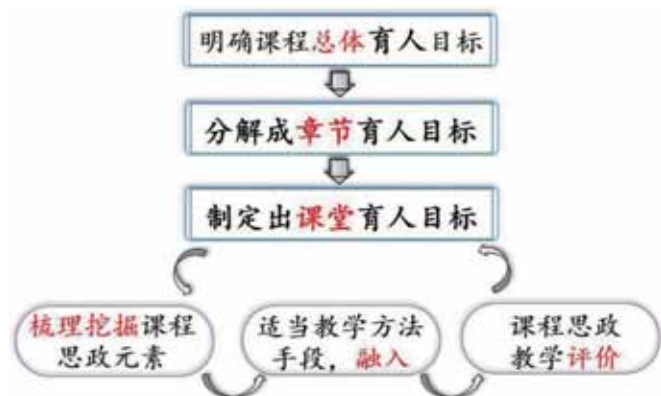 明确课程总体育人目标
分解成章节育人目标
制定出课堂育人目标
梳理挖掘课程
思政元素
适当教学方法
手段，融入
课程思政
教学评价